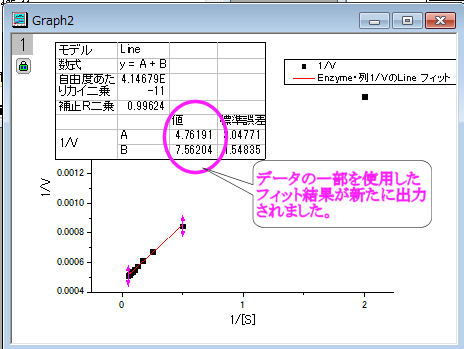 Graph2
1
モデル Line
数式 y = A + B
自由度あた 4.14679E
りカイ二乗 -11
補正R二乗 0.99624
値 標準誤差
1/V
A 4.76191 3.04771
B 7.56204 1.54835
1/V
Enzyme・列1/VのLine フィット
データの一部を使用した
フィット結果が新たに出力
されました。
1/V
0.0012
0.0010
0.0008
0.0006
0.0004
0 1 2
1/[S]